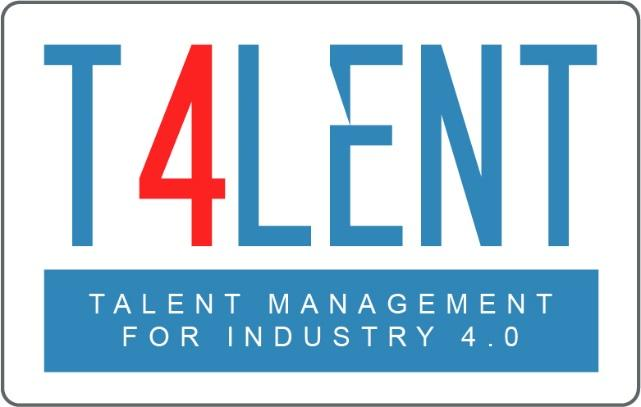 T4LENT
TALENT MANAGEMENT
FOR INDUSTRY 4.0